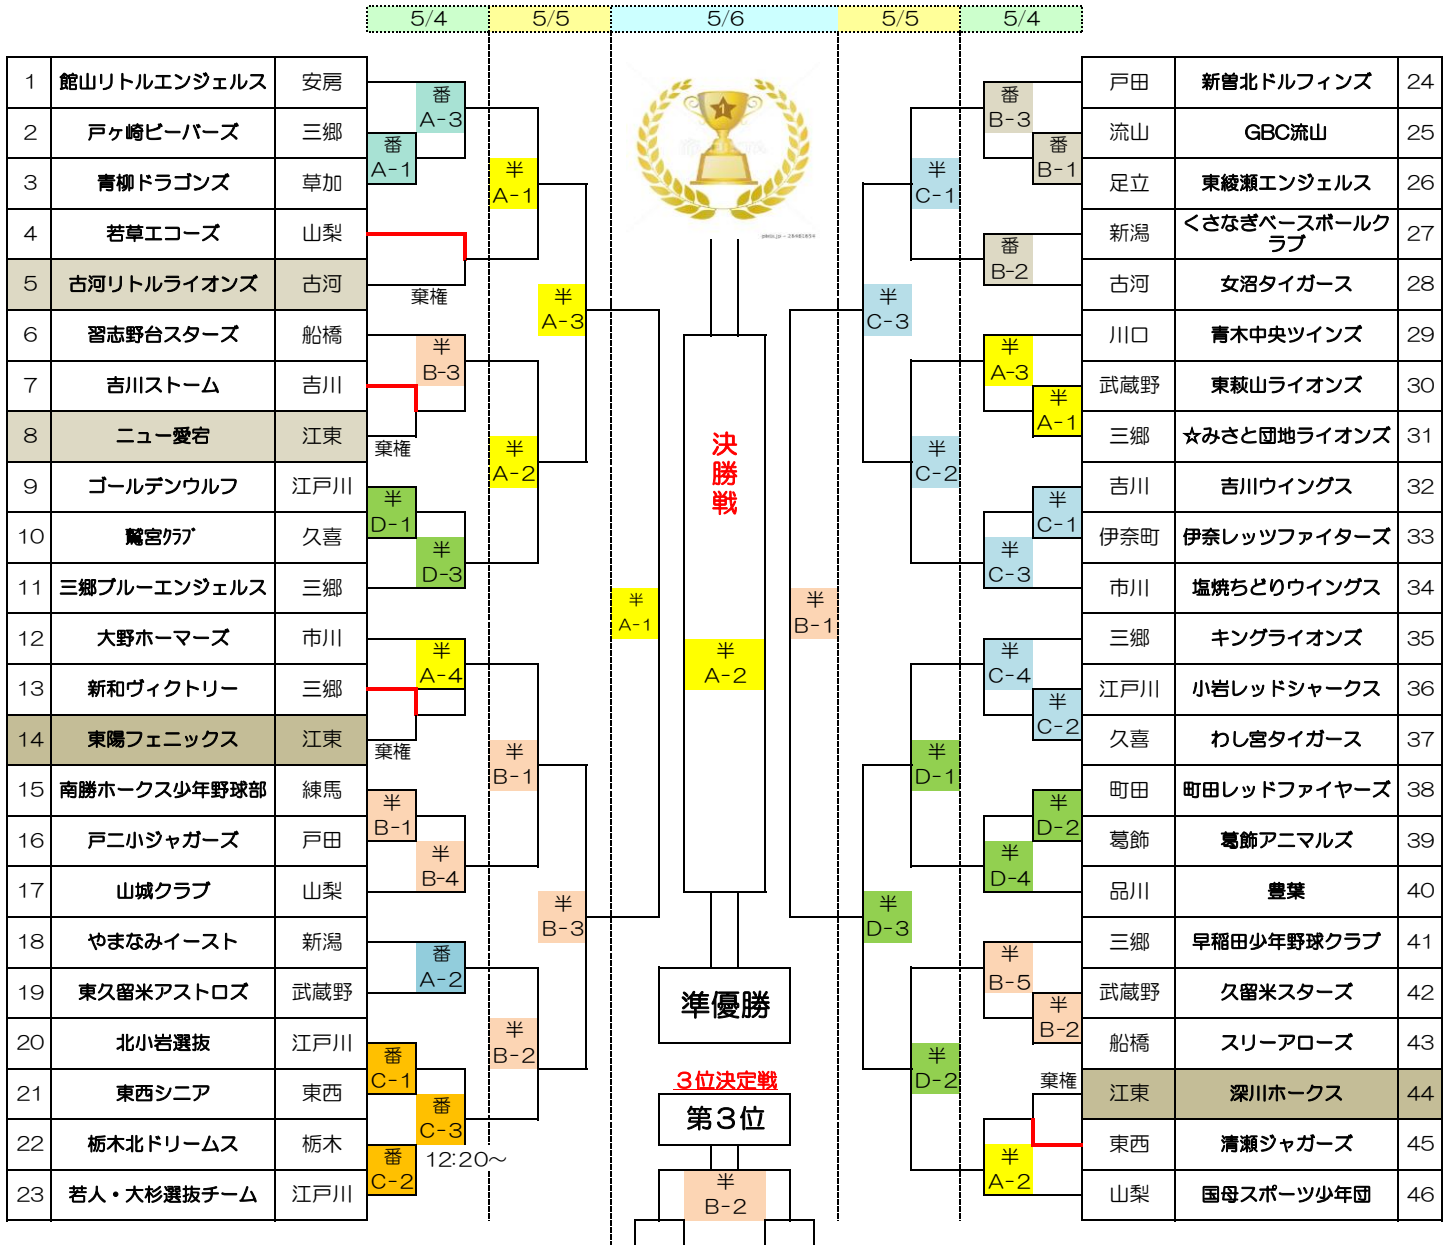 5/4 5/5 5/6 5/5 5/4
1 館山リトルエンジェルス 安房
2 戸ヶ崎ビーバーズ 三郷
3 青柳ドラゴンズ 草加
4 若草エコーズ 山梨
5 古河リトルライオンズ 古河
6 習志野台スターズ 船橋
7 吉川ストーム 吉川
8 ニュー愛宕 江東
9 ゴールデンウルフ 江戸川
10 鷲宮ｸﾗﾌﾞ 久喜
11 三郷ブルーエンジェルス 三郷
12 大野ホーマーズ 市川
13 新和ヴィクトリー 三郷
14 東陽フェニックス 江東
15 南勝ホークス少年野球部 練馬
16 戸二小ジャガーズ 戸田
17 山城クラブ 山梨
18 やまなみイースト 新潟
19 東久留米アストロズ 武蔵野
20 北小岩選抜 江戸川
21 東西シニア 東西
22 栃木北ドリームス 栃木
23 若人・大杉選抜チーム 江戸川
番
A-3
番
A-1
棄権
半
B-3
棄権
半
D-1
半
D-3
半
A-4
棄権
半
B-1
半
B-4
番
A-2
番
C-1
番
C-3
12:20～
番
C-2
半
A-1
半
A-2
半
B-1
半
B-2
半
A-3
半
B-3
半
A-1
1
決
勝
戦
半
A-2
準優勝
3位決定戦
第3位
半
B-2
半
B-1
半
C-3
半
D-3
半
C-1
半
C-2
半
D-1
半
D-2
番
B-3
番
B-1
番
B-2
半
A-3
半
A-1
半
C-1
半
C-3
半
C-4
半
C-2
半
D-2
半
D-4
半
B-5
半
B-2
棄権
半
A-2
戸田 新曽北ドルフィンズ 24
流山 GBC流山 25
足立 東綾瀬エンジェルス 26
新潟 くさなぎベースボールク
ラブ 27
古河 女沼タイガース 28
川口 青木中央ツインズ 29
武蔵野 東萩山ライオンズ 30
三郷 ☆みさと団地ライオンズ 31
吉川 吉川ウイングス 32
伊奈町 伊奈レッツファイターズ 33
市川 塩焼ちどりウイングス 34
三郷 キングライオンズ 35
江戸川 小岩レッドシャークス 36
久喜 わし宮タイガース 37
町田 町田レッドファイヤーズ 38
葛飾 葛飾アニマルズ 39
品川 豊葉 40
三郷 早稲田少年野球クラブ 41
武蔵野 久留米スターズ 42
船橋 スリーアローズ 43
江東 深川ホークス 44
東西 清瀬ジャガーズ 45
山梨 国母スポーツ少年団 46